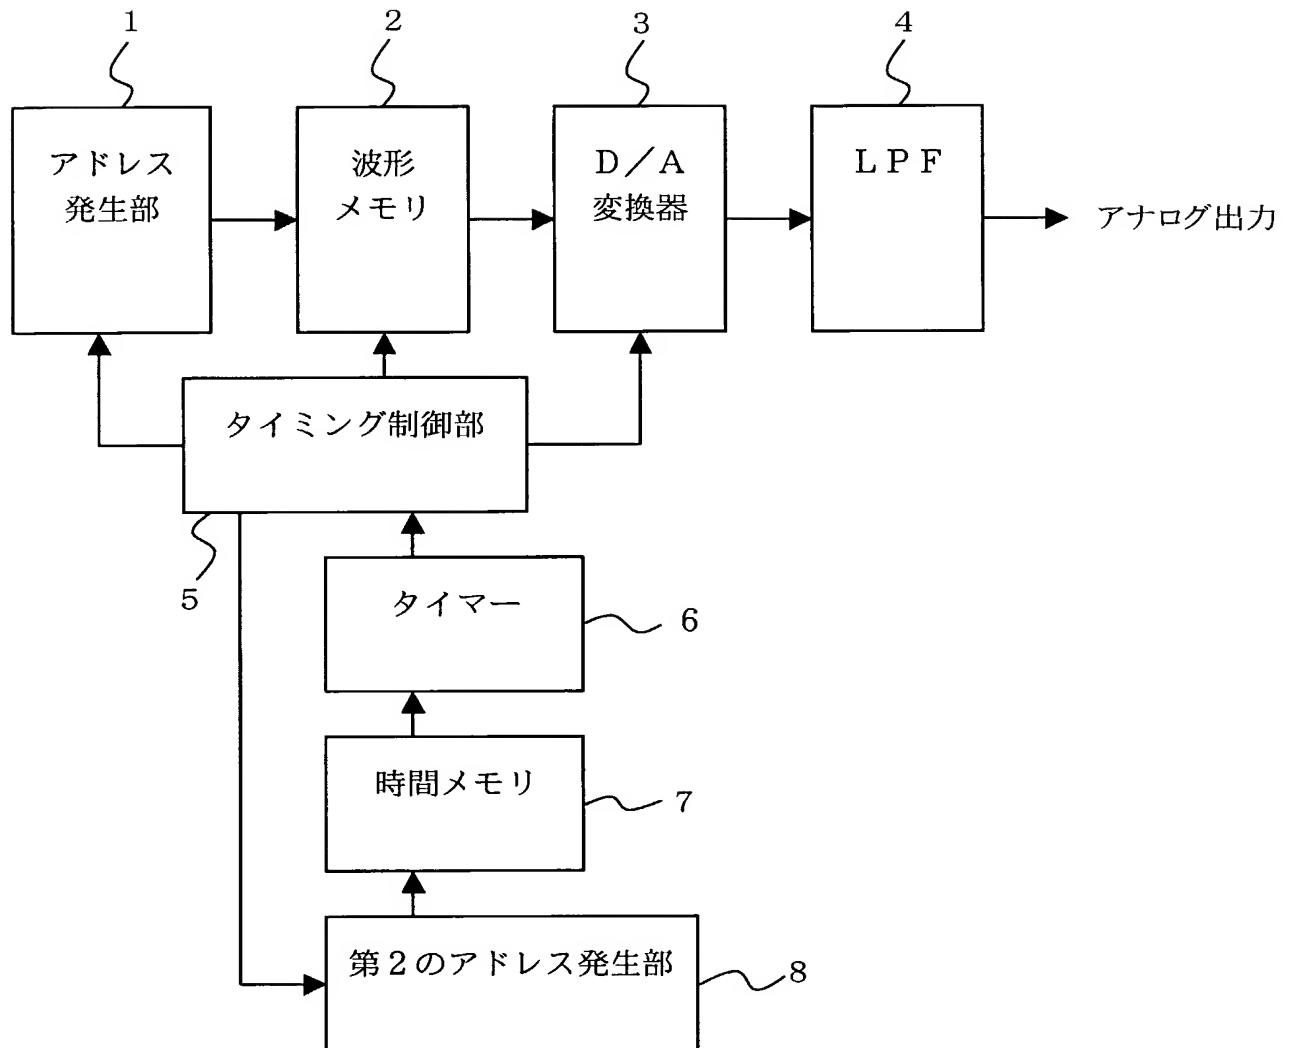 1
2
3
4
アドレス
発生部
波形
メモリ
D/A
変換器
LPF
アナログ出力
タイミング制御部
5
タイマー
6
時間メモリ
7
第2のアドレス発生部
8